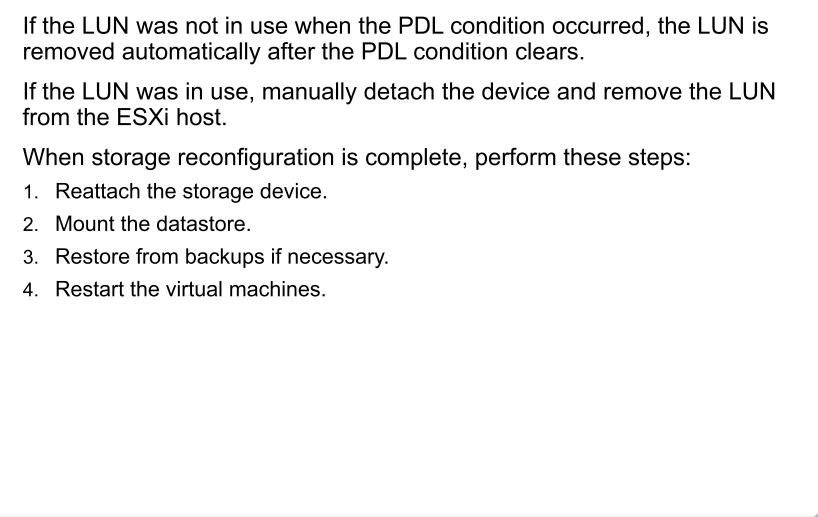 If the LUN was not in use when the PDL condition occurred, the LUN is
removed automatically after the PDL condition clears.
If the LUN was in use, manually detach the device and remove the LUN
from the ESXi host.
When storage reconfiguration is complete, perform these steps:
1. Reattach the storage device.
2. Mount the datastore.
3. Restore from backups if necessary.
4. Restart the virtual machines.